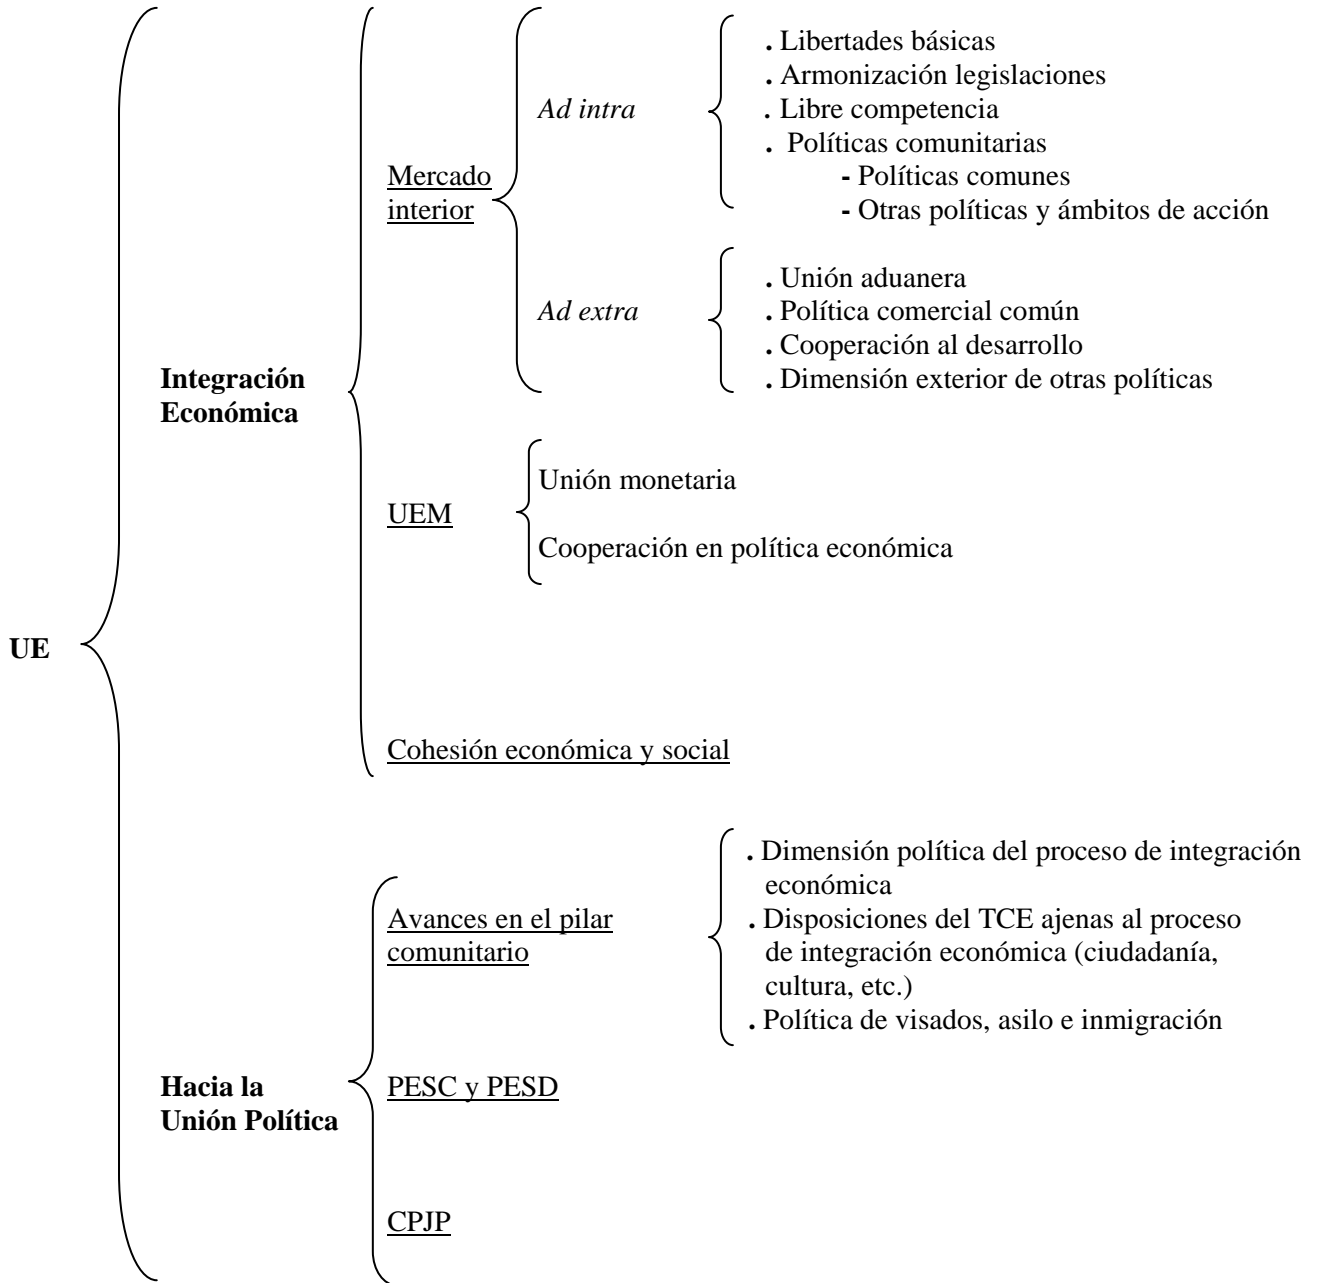 . Libertades básicas
. Armonización legislaciones
Ad intra
. Libre competencia
. Políticas comunitarias
Mercado
interior
- Políticas comunes
- Otras políticas y ámbitos de acción
. Unión aduanera
Ad extra
. Política comercial común
. Cooperación al desarrollo
. Dimensión exterior de otras políticas
Integración
Económica
Unión monetaria
UEM
Cooperación en política económica
UE
Cohesión económica y social
. Dimensión política del proceso de integración
económica
Avances en el pilar
comunitario
. Disposiciones del TCE ajenas al proceso
de integración económica (ciudadanía,
cultura, etc.)
. Política de visados, asilo e inmigración
Hacia la
Unión Política
PESC y PESD
CPJP